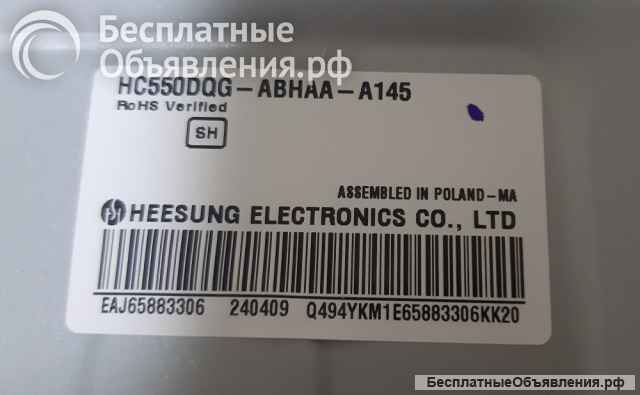 Бесплатные
Объявления.рф
HC550DQG-ABHAA-A145
RoHS Verified
SH
ASSEMBLED IN POLAND-MA
HEESUNG ELECTRONICS CO., LTD
EAJ65883306 240409 Q494YKM1E65883306KK20
БесплатныеОбъявления.рф